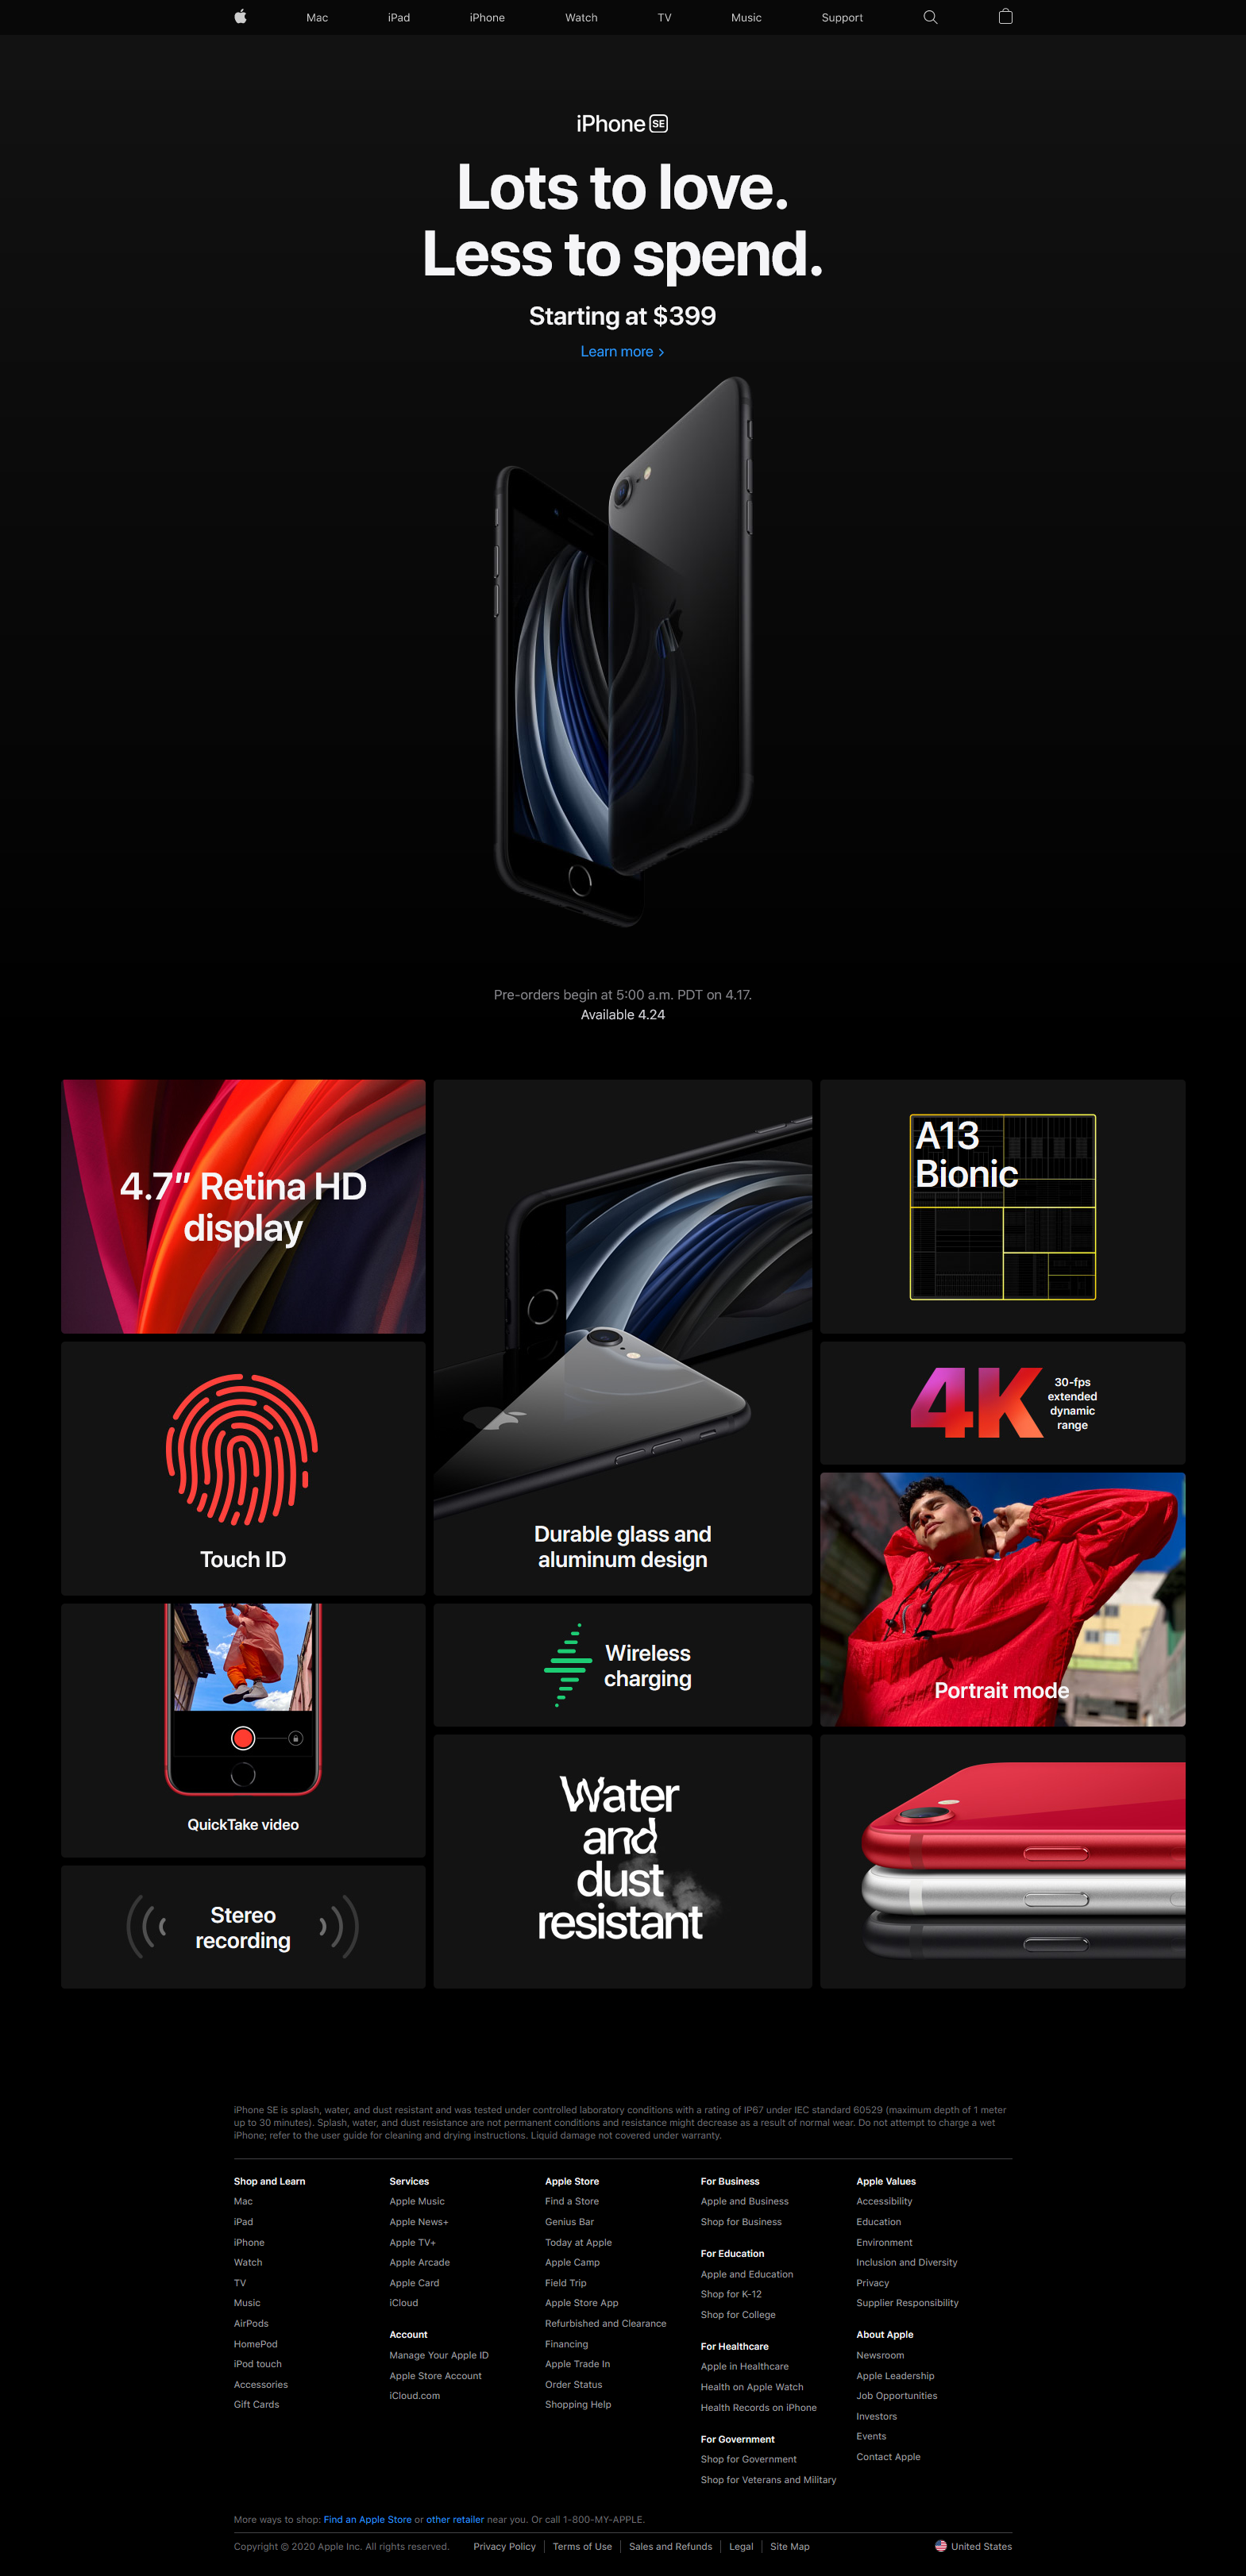 Mac
iPad
iPhone
Watch
TV
Music
Support
iPhone SE
Lots to love.
Less to spend.
Starting at $399
Learn more >
Pre-orders begin at 5:00 a.m. PDT on 4.17.
Available 4.24
4.7” Retina HD
display
A13
Bionic
4K
30-fps
extended
dynamic
range
Touch ID
Durable glass and
aluminum design
Portrait mode
QuickTake video
Wireless
charging
Water
and
dust
resistant
Stereo
recording
iPhone SE is splash, water, and dust resistant and was tested under controlled laboratory conditions with a rating of IP67 under IEC standard 60529 (maximum depth of 1 meter
up to 30 minutes). Splash, water, and dust resistance are not permanent conditions and resistance might decrease as a result of normal wear. Do not attempt to charge a wet
iPhone; refer to the user guide for cleaning and drying instructions. Liquid damage not covered under warranty.
Shop and Learn
Mac
iPad
iPhone
Watch
TV
Music
AirPods
HomePod
iPod touch
Accessories
Gift Cards
Services
Apple Music
Apple News+
Apple TV+
Apple Arcade
Apple Card
iCloud
Account
Manage Your Apple ID
Apple Store Account
iCloud.com
Apple Store
Find a Store
Genius Bar
Today at Apple
Apple Camp
Field Trip
Apple Store App
Refurbished and Clearance
Financing
Apple Trade In
Order Status
Shopping Help
For Business
Apple and Business
Shop for Business
For Education
Apple and Education
Shop for K-12
Shop for College
For Healthcare
Apple in Healthcare
Health on Apple Watch
Health Records on iPhone
For Government
Shop for Government
Shop for Veterans and Military
Apple Values
Accessibility
Education
Environment
Inclusion and Diversity
Privacy
Supplier Responsibility
About Apple
Newsroom
Apple Leadership
Job Opportunities
Investors
Events
Contact Apple
More ways to shop: Find an Apple Store or other retailer near you. Or call 1-800-MY-APPLE.
Copyright © 2020 Apple Inc. All rights reserved.
Privacy Policy
Terms of Use
Sales and Refunds
Legal
Site Map
United States